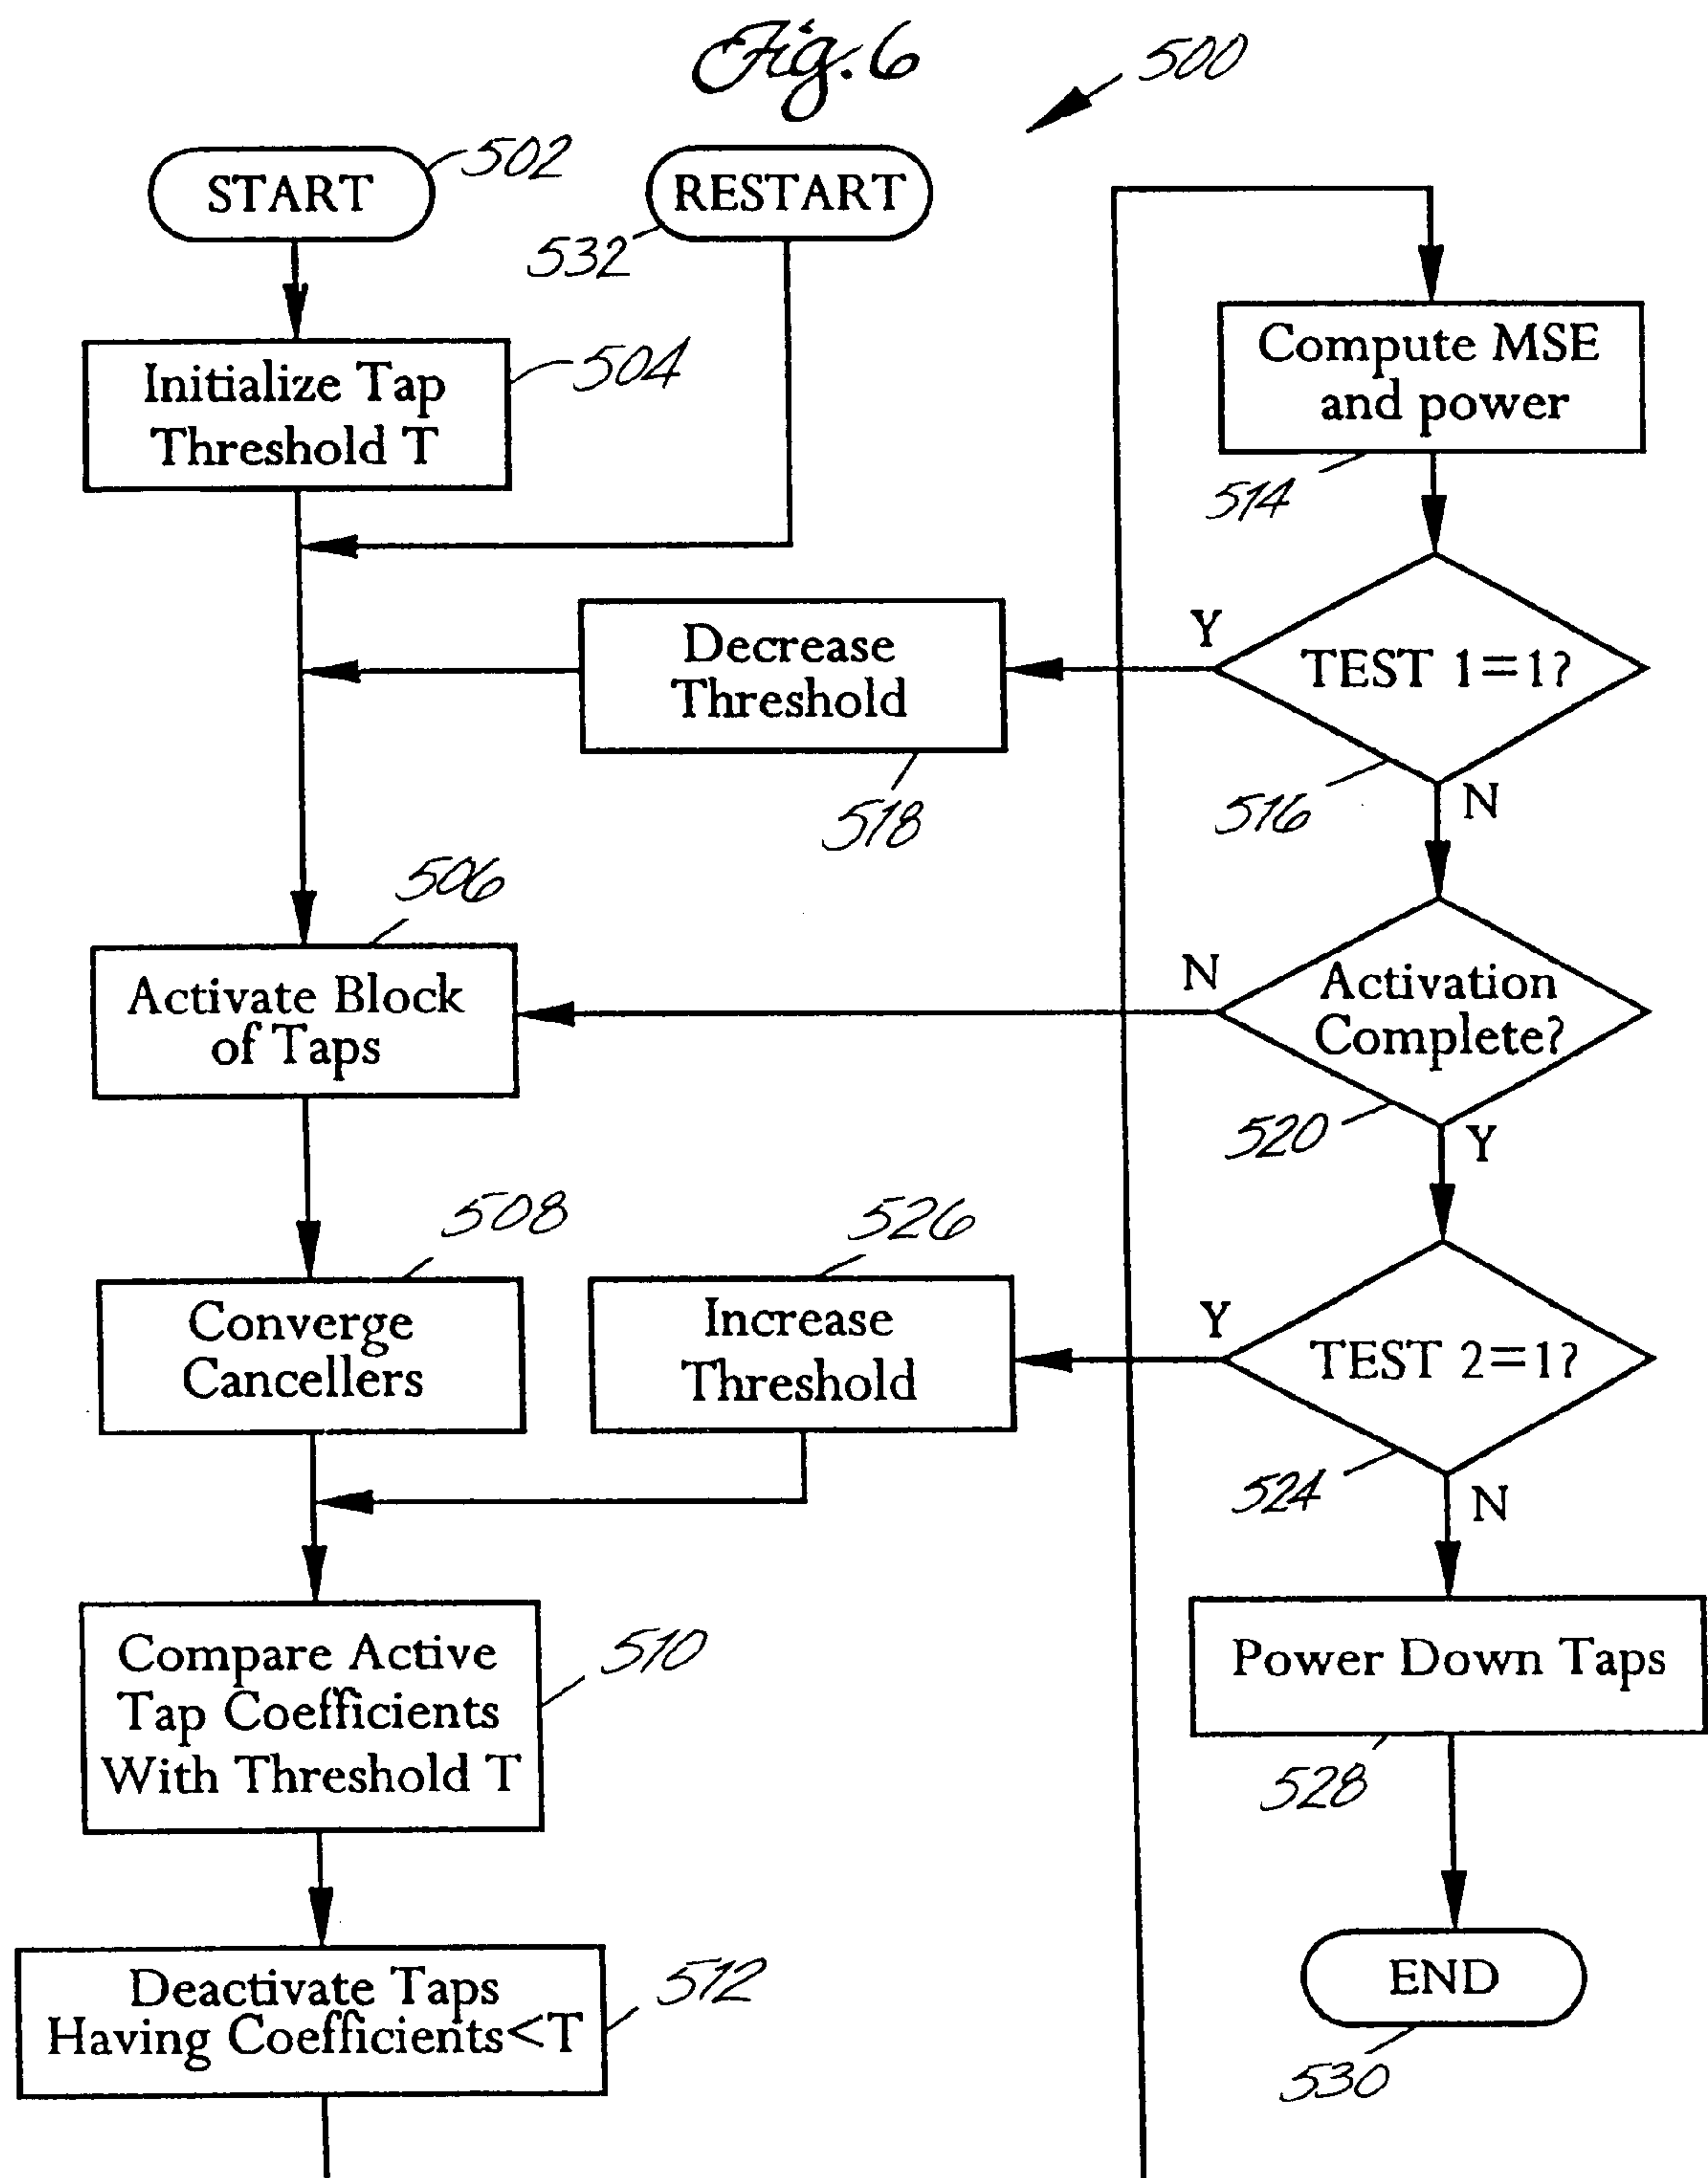 Fig. 6
500
START
502
RESTART
532
Initialize Tap
Threshold T
504
Compute MSE
and power
514
Decrease
Threshold
518
Y
TEST 1=1?
516
N
506
Activate Block
of Taps
N
Activation
Complete?
520
Y
508
Converge
Cancellers
526
Increase
Threshold
Y
TEST 2=1?
524
N
Compare Active
Tap Coefficients
With Threshold T
510
Power Down Taps
528
Deactivate Taps
Having Coefficients<T
512
END
530